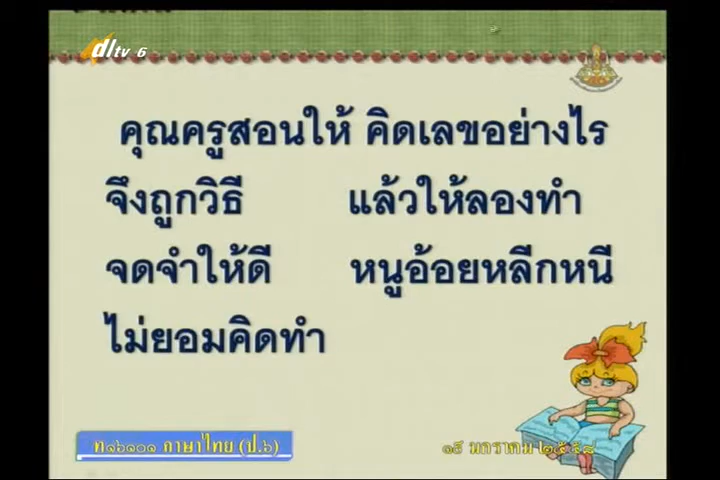 dltv 6
คุณครูสอนให้ คิดเลขอย่างไร
จึงถูกวิธี แล้วให้ลองทำ
จดจำให้ดี หนูอ้อยหลีกหนี
ไม่ยอมคิดทำ
ท๑๖๑๐๑ ภาษาไทย (ป.๖)
๑๕ มกราคม ๒๕๕๘